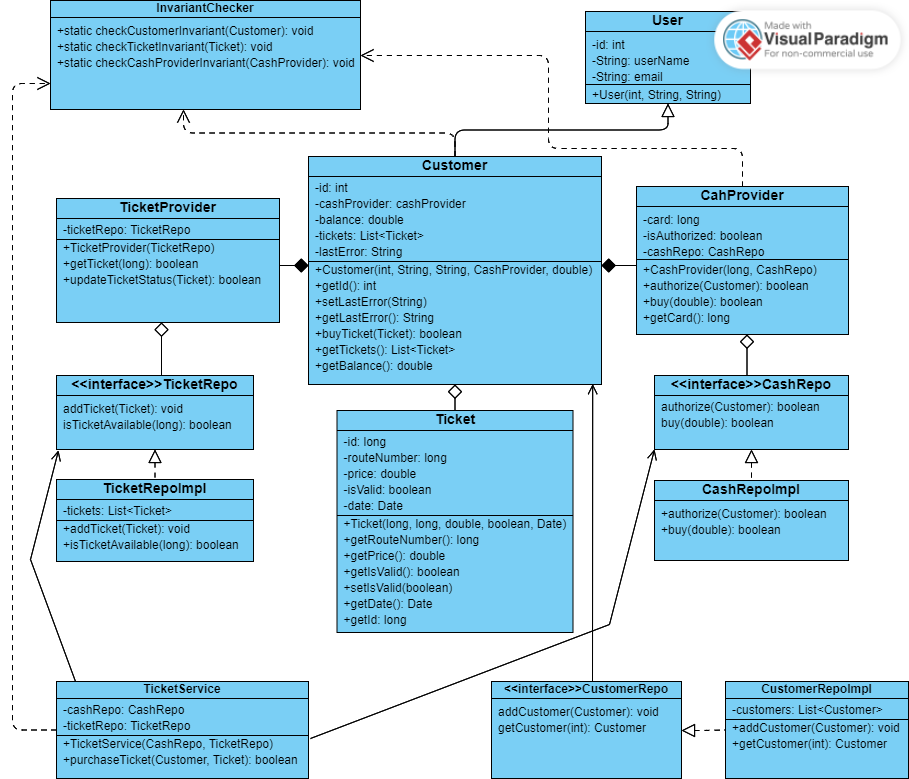 InvariantChecker
+static checkCustomerInvariant(Customer): void
+static checkTicketInvariant(Ticket): void
+static checkCashProviderInvariant(CashProvider): void
User
-id: int
-String: userName
-String: email
+User(int, String, String)
Made with
Visual Paradigm
For non-commercial use
Customer
-id: int
-cashProvider: cashProvider
-balance: double
-tickets: List<Ticket>
-lastError: String
+Customer(int, String, String, CashProvider, double)
+getId(): int
+setLastError(String)
+getLastError(): String
+buyTicket(Ticket): boolean
+getTickets(): List<Ticket>
+getBalance(): double
TicketProvider
-ticketRepo: TicketRepo
+TicketProvider(TicketRepo)
+getTicket(long): boolean
+updateTicketStatus(Ticket): boolean
CahProvider
-card: long
-isAuthorized: boolean
-cashRepo: CashRepo
+CashProvider(long, CashRepo)
+authorize(Customer): boolean
+buy(double): boolean
+getCard(): long
<<interface>>TicketRepo
addTicket(Ticket): void
isTicketAvailable(long): boolean
<<interface>>CashRepo
authorize(Customer): boolean
buy(double): boolean
Ticket
-id: long
-routeNumber: long
-price: double
-isValid: boolean
-date: Date
+Ticket(long, long, double, boolean, Date)
+getRouteNumber(): long
+getPrice(): double
+getIsValid(): boolean
+setIsValid(boolean)
+getDate(): Date
+getId: long
TicketRepoImpl
-tickets: List<Ticket>
+addTicket(Ticket): void
+isTicketAvailable(long): boolean
CashRepoImpl
+authorize(Customer): boolean
+buy(double): boolean
TicketService
-cashRepo: CashRepo
-ticketRepo: TicketRepo
+TicketService(CashRepo, TicketRepo)
+purchaseTicket(Customer, Ticket): boolean
<<interface>>CustomerRepo
addCustomer(Customer): void
getCustomer(int): Customer
CustomerRepoImpl
-customers: List<Customer>
+addCustomer(Customer): void
+getCustomer(int): Customer